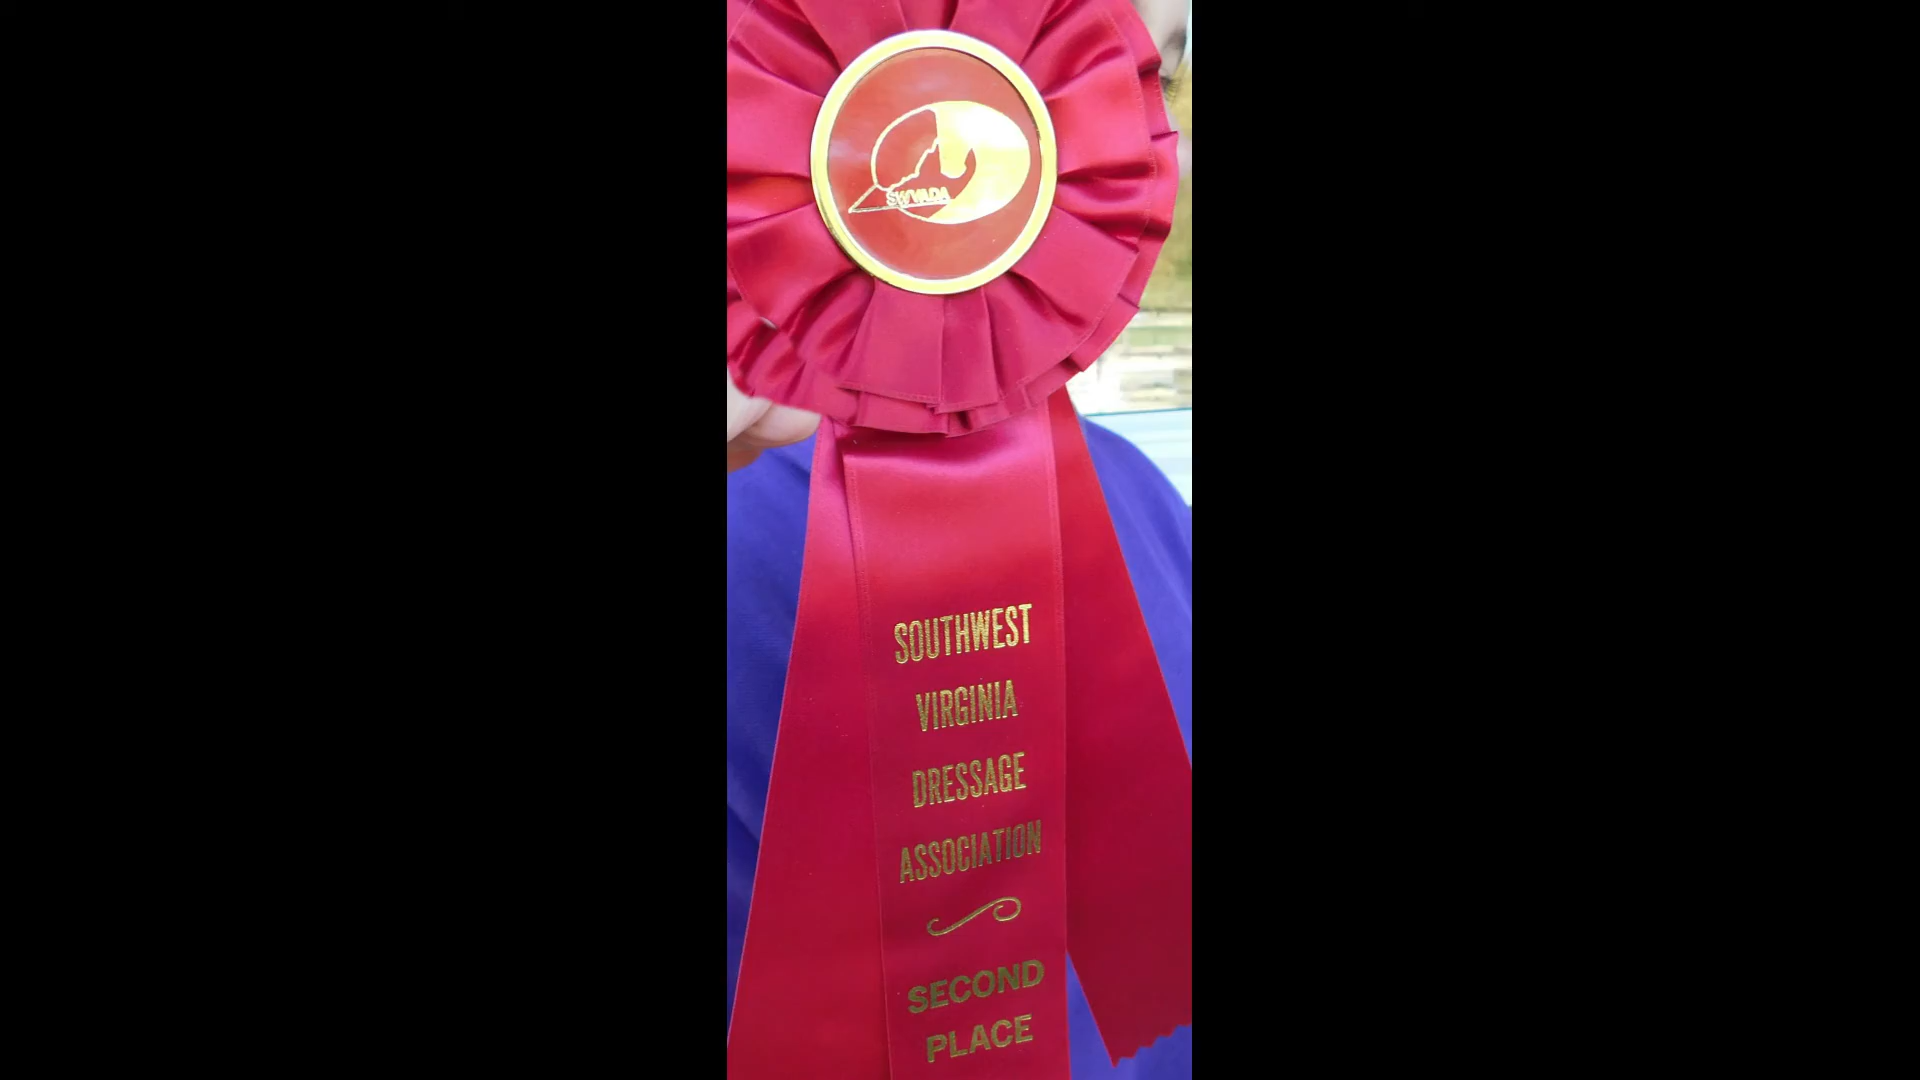 SWVADA
SOUTHWEST
VIRGINIA
DRESSAGE
ASSOCIATION
SECOND
PLACE